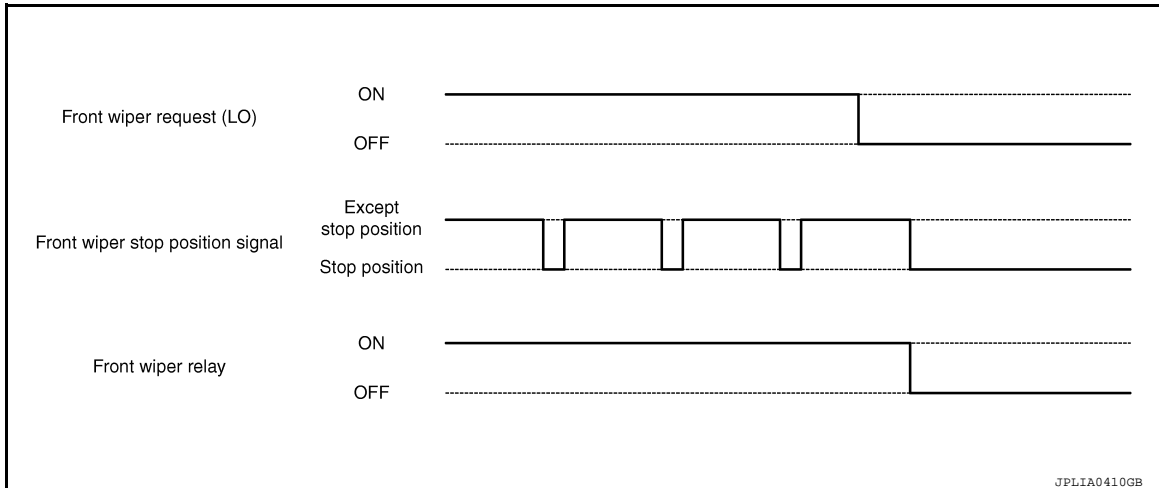 Front wiper request (LO)
ON
OFF
Front wiper stop position signal
Except
stop position
Stop position
Front wiper relay
ON
OFF
JPLIA0410GB